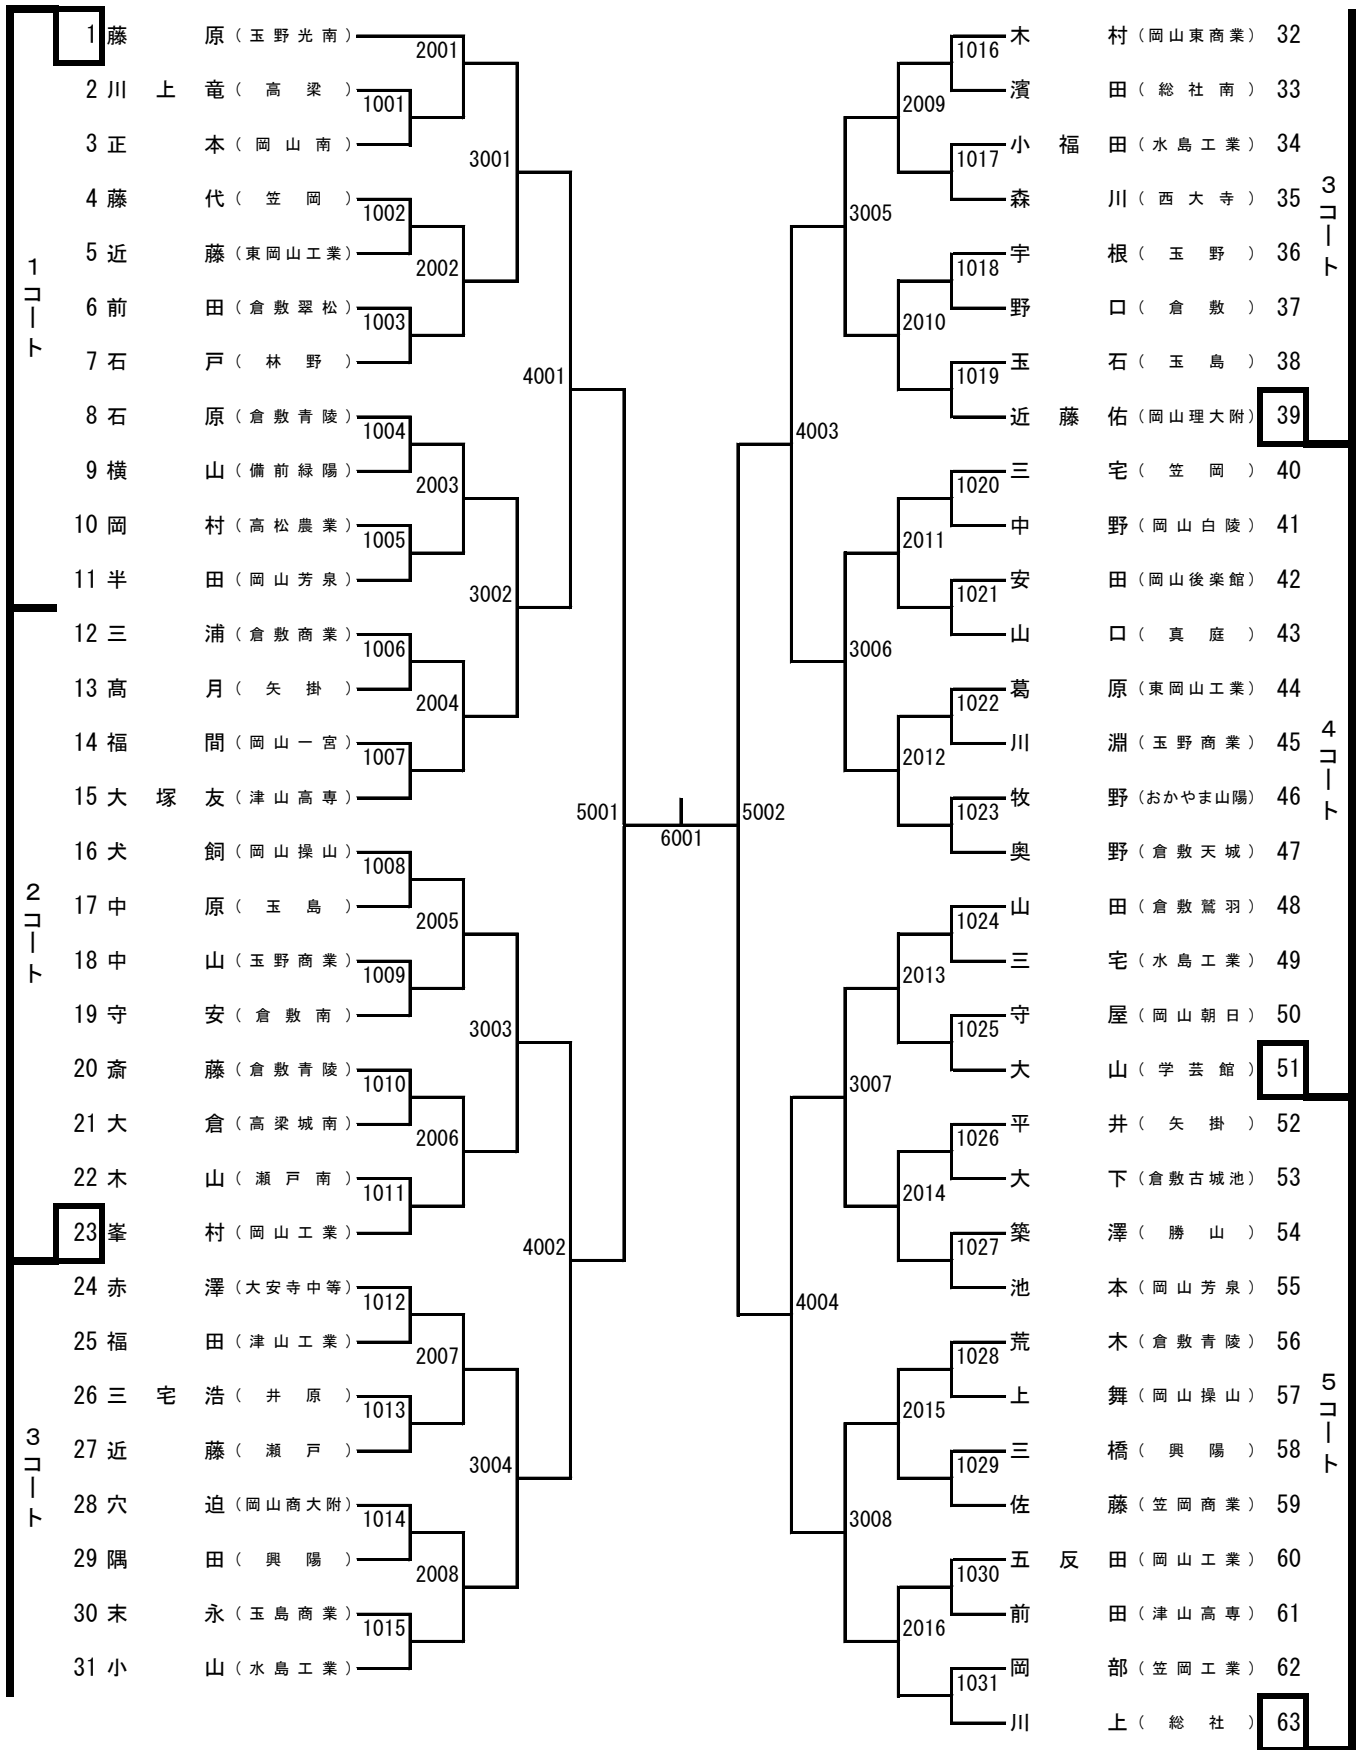 1 藤原（玉野光南）
2 川上竜（高梁）
3 正本（岡山南）
4 藤代（笠岡）
5 近藤（東岡山工業）
6 前田（倉敷翠松）
7 石戸（林野）
8 石原（倉敷青陵）
9 横山（備前緑陽）
10 岡村（高松農業）
11 半田（岡山芳泉）
12 三浦（倉敷商業）
13 髙月（矢掛）
14 福間（岡山一宮）
15 大塚友（津山高専）
16 犬飼（岡山操山）
17 中原（玉島）
18 中山（玉野商業）
19 守安（倉敷南）
20 斎藤（倉敷青陵）
21 大倉（高梁城南）
22 木山（瀬戸南）
23 峯村（岡山工業）
24 赤澤（大安寺中等）
25 福田（津山工業）
26 三宅浩（井原）
27 近藤（瀬戸）
28 穴迫（岡山商大附）
29 隅田（興陽）
30 末永（玉島商業）
31 小山（水島工業）
1コート
2コート
3コート
1001
1002
1003
1004
1005
1006
1007
1008
1009
1010
1011
1012
1013
1014
1015
2001
2002
2003
2004
2005
2006
2007
2008
3001
3002
3003
3004
4001
4002
5001
6001
5002
4003
4004
3005
3006
3007
3008
2009
2010
2011
2012
2013
2014
2015
2016
1016
1017
1018
1019
1020
1021
1022
1023
1024
1025
1026
1027
1028
1029
1030
1031
木村（岡山東商業） 32
濱田（総社南） 33
小福田（水島工業） 34
森川（西大寺） 35
宇根（玉野） 36
野口（倉敷） 37
玉石（玉島） 38
近藤佑（岡山理大附） 39
三宅（笠岡） 40
中野（岡山白陵） 41
安田（岡山後楽館） 42
山口（真庭） 43
葛原（東岡山工業） 44
川淵（玉野商業） 45
牧野（おかやま山陽） 46
奥野（倉敷天城） 47
山田（倉敷鷲羽） 48
三宅（水島工業） 49
守屋（岡山朝日） 50
大山（学芸館） 51
平井（矢掛） 52
大下（倉敷古城池） 53
築澤（勝山） 54
池本（岡山芳泉） 55
荒木（倉敷青陵） 56
上舞（岡山操山） 57
三橋（興陽） 58
佐藤（笠岡商業） 59
五反田（岡山工業） 60
前田（津山高専） 61
岡部（笠岡工業） 62
川上（総社） 63
3コート
4コート
5コート